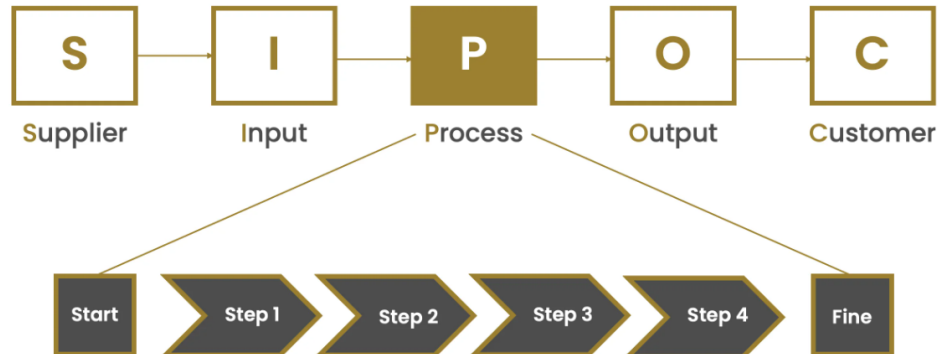 S I P O C
Supplier Input Process Output Customer
Start Step 1 Step 2 Step 3 Step 4 Fine